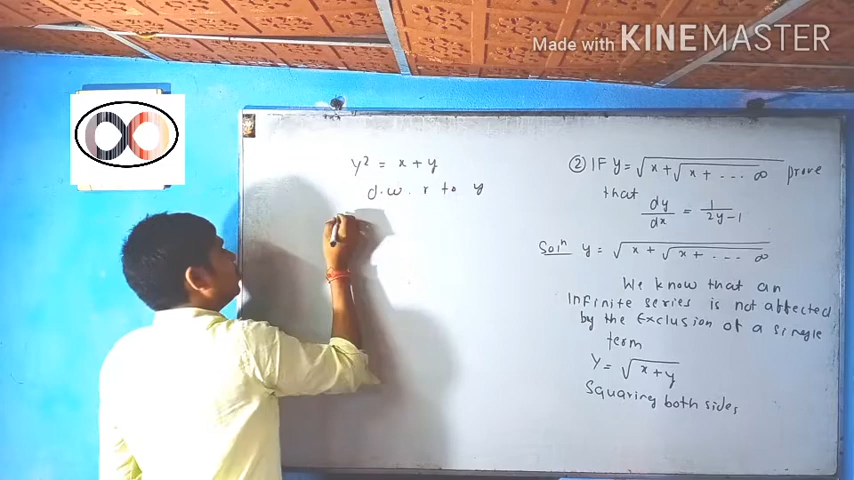 Made with KINEMASTER
y² = x + y
d.w. r to y
② IF y = √x + √x + ... ∞ prove
that dy/dx = 1/2y-1
Solⁿ y = √x + √x + ... ∞
We know that an
infinite series is not affected
by the Exclusion of a single
term
y = √x + y
Squaring both sides